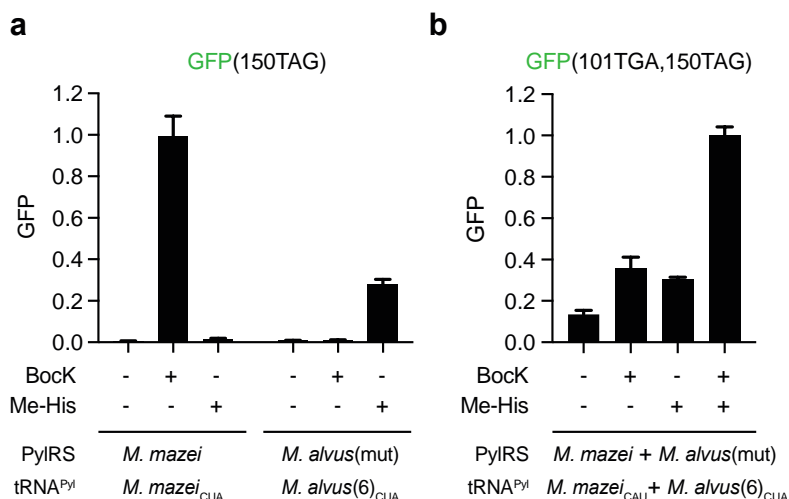 a
GFP(150TAG)
GFP
1.2
1.0
0.8
0.6
0.4
0.2
0.0
BocK - + - - + -
Me-His - - + - - +
PylRS M. mazei M. alvus(mut)
tRNAPyl M. mazeiCUA M. alvus(6)CUA
b
GFP(101TGA,150TAG)
GFP
1.2
1.0
0.8
0.6
0.4
0.2
0.0
BocK - + - +
Me-His - - + +
PylRS M. mazei + M. alvus(mut)
tRNAPyl M. mazeiCAU + M. alvus(6)CUA